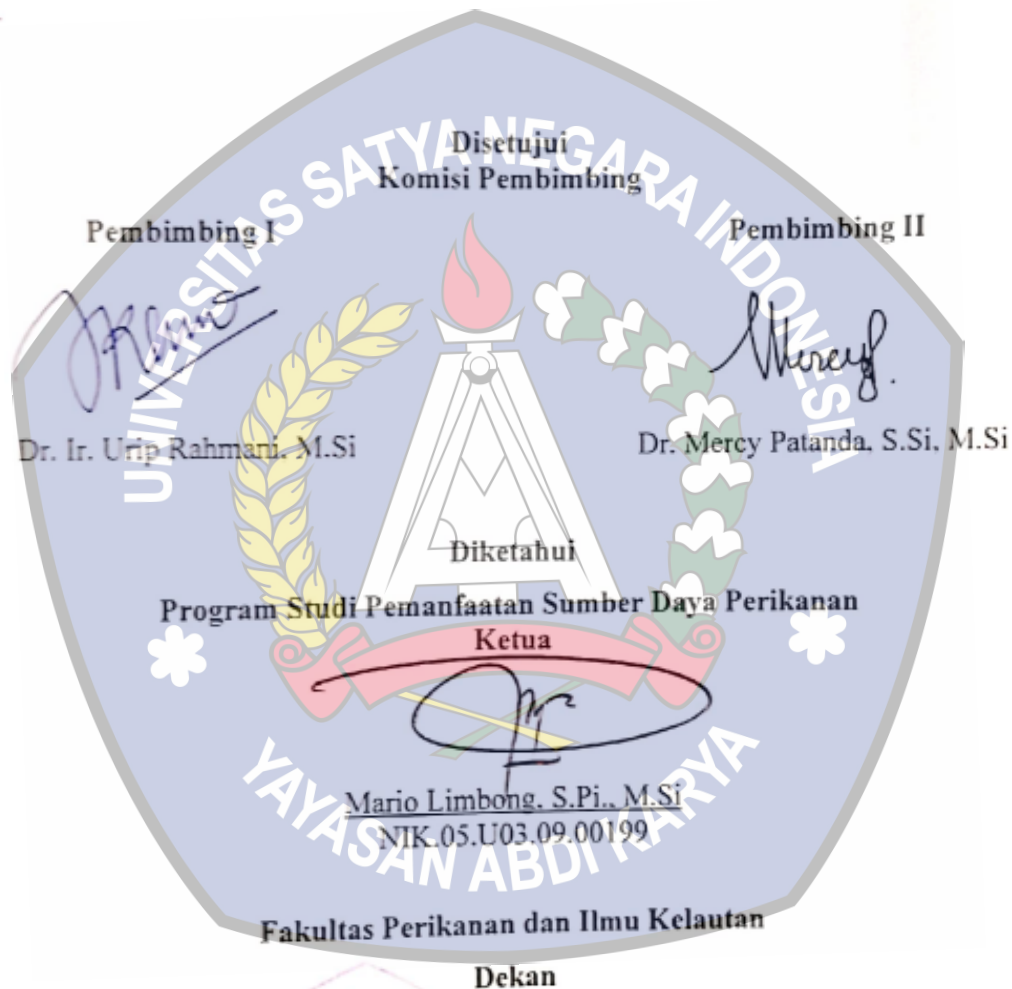 Disetujui
Komisi Pembimbing
Pembimbing I
Pembimbing II
Dr. Ir. Urip Rahmani, M.Si
Dr. Mercy Patanda, S.Si, M.Si
Diketahui
Program Studi Pemanfaatan Sumber Daya Perikanan
Ketua
Mario Limbong, S.Pi., M.Si
NIK.05.U03.09.00199
Fakultas Perikanan dan Ilmu Kelautan
Dekan
UNIVERSITAS SATYA NEGARA INDONESIA
YAYASAN ABDI KARYA